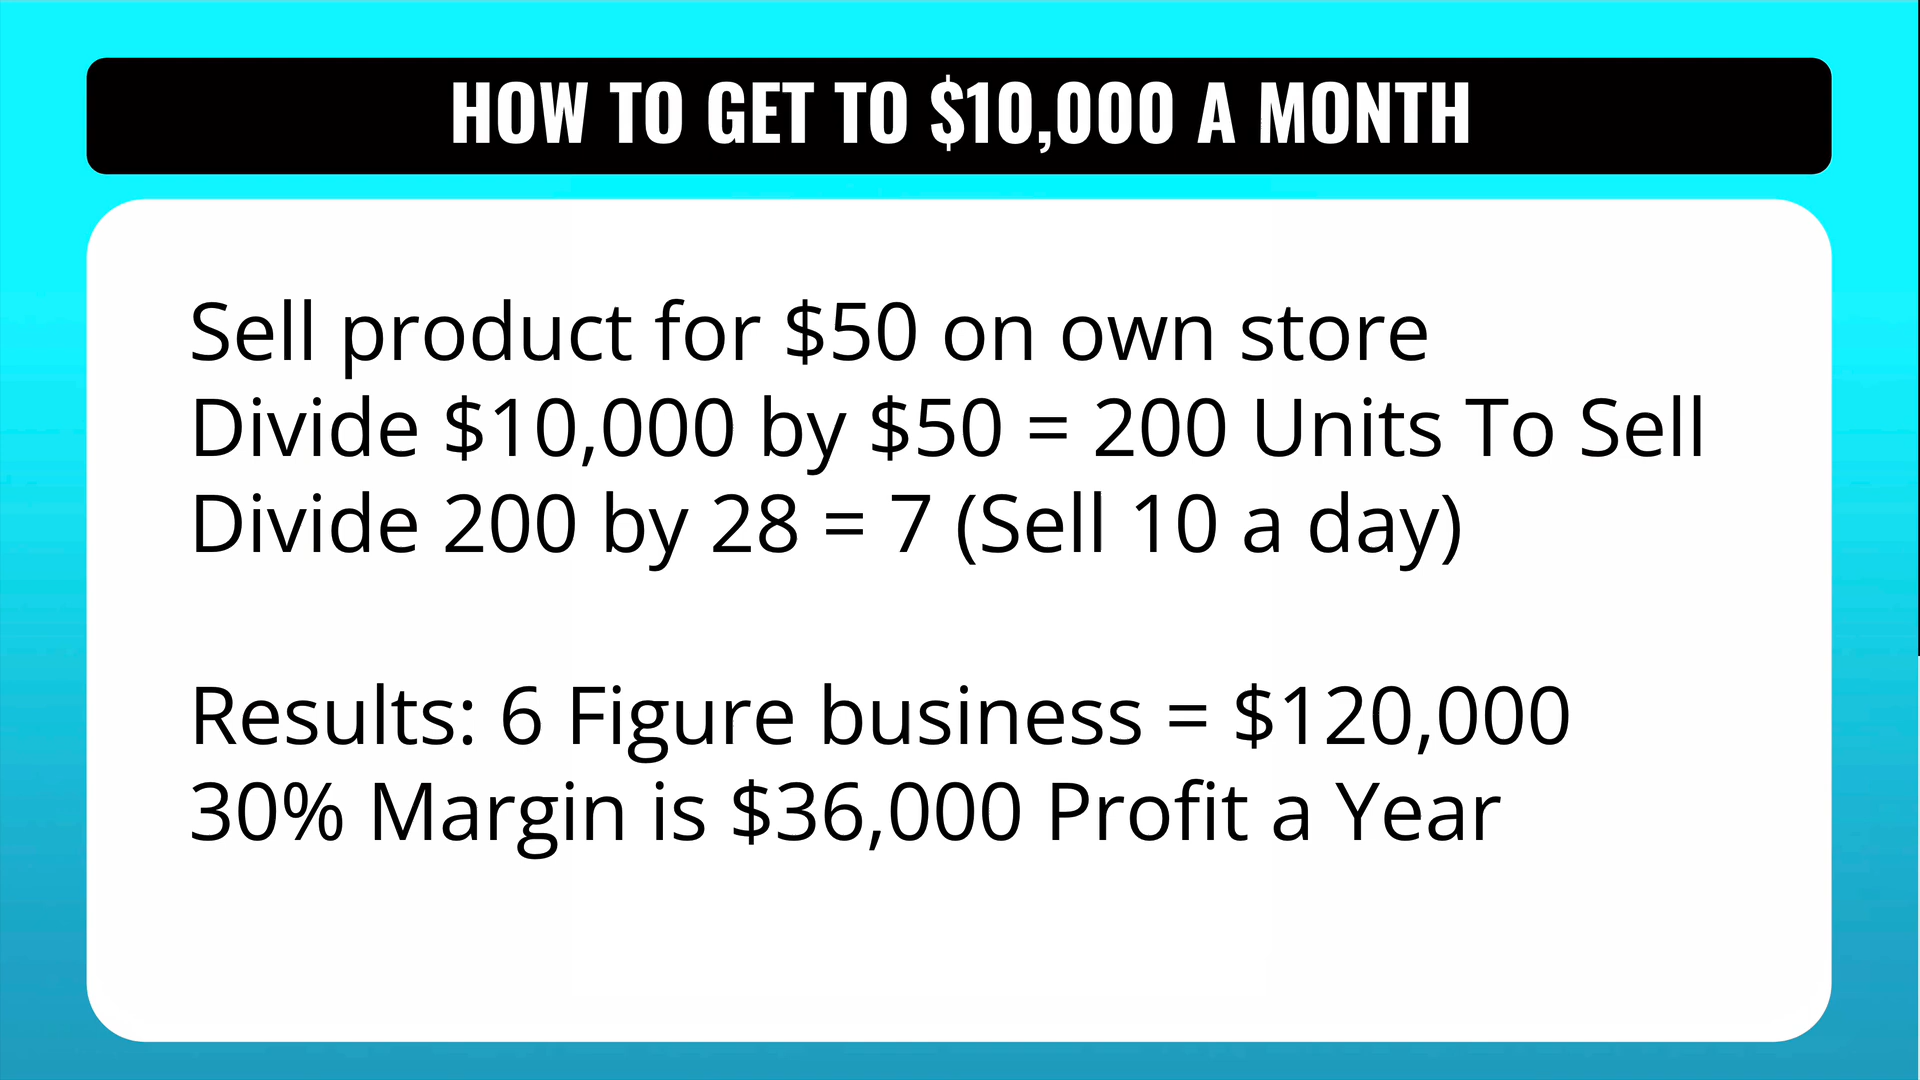 HOW TO GET TO $10,000 A MONTH
Sell product for $50 on own store
Divide $10,000 by $50 = 200 Units To Sell
Divide 200 by 28 = 7 (Sell 10 a day)
Results: 6 Figure business = $120,000
30% Margin is $36,000 Profit a Year